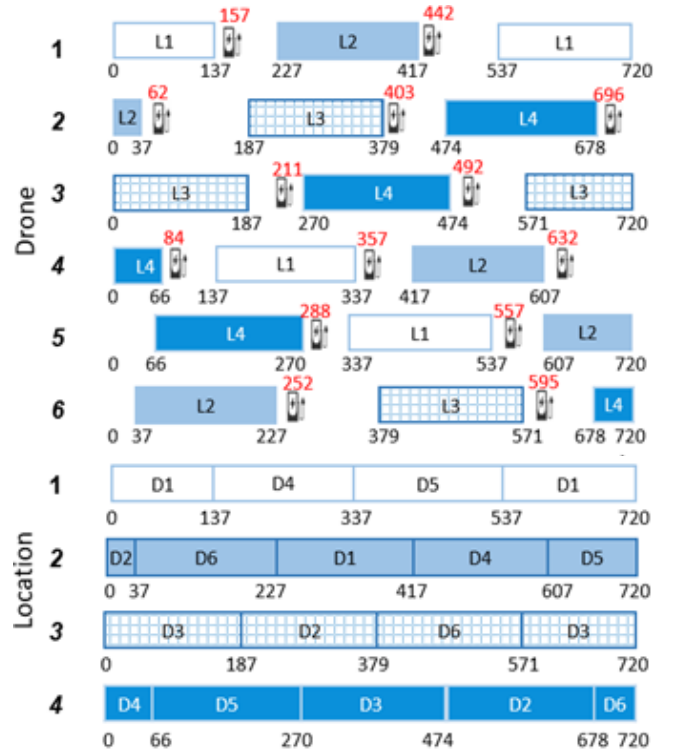 157 442
1 L1 L2 L1
0 137 227 417 537 720
62 403 696
2 L2 L3 L4
0 37 187 379 474 678
211 492
3 L3 L4 L3
0 187 270 474 571 720
84 357 632
4 L4 L1 L2
0 66 137 337 417 607
288 557
5 L4 L1 L2
0 66 270 337 537 607 720
252 595
6 L2 L3 L4
0 37 227 379 571 678 720
Drone
1 D1 D4 D5 D1
0 137 337 537 720
2 D2 D6 D1 D4 D5
0 37 227 417 607 720
3 D3 D2 D6 D3
0 187 379 571 720
4 D4 D5 D3 D2 D6
0 66 270 474 678 720
Location